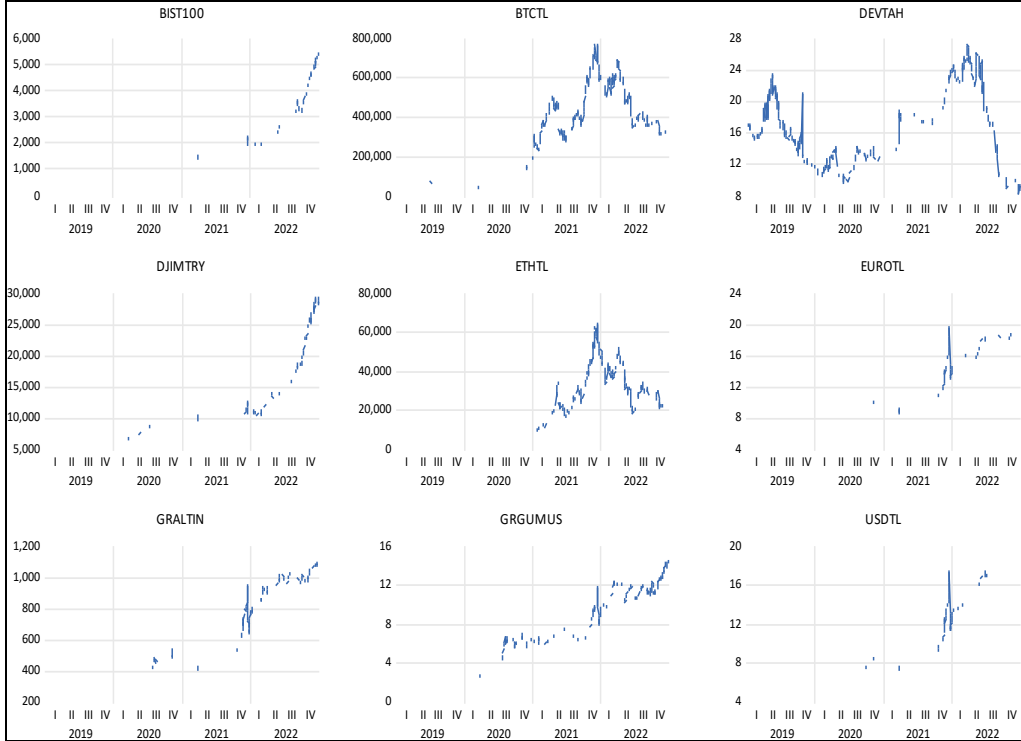 BIST100
6,000
5,000
4,000
3,000
2,000
1,000
0
I II III IV I II III IV I II III IV I II III IV
2019 2020 2021 2022
BTCTL
800,000
600,000
400,000
200,000
0
I II III IV I II III IV I II III IV I II III IV
2019 2020 2021 2022
DEVTAH
28
24
20
16
12
8
I II III IV I II III IV I II III IV I II III IV
2019 2020 2021 2022
DJIMTRY
30,000
25,000
20,000
15,000
10,000
5,000
I II III IV I II III IV I II III IV I II III IV
2019 2020 2021 2022
ETHTL
80,000
60,000
40,000
20,000
0
I II III IV I II III IV I II III IV I II III IV
2019 2020 2021 2022
EUROTL
24
20
16
12
8
4
I II III IV I II III IV I II III IV I II III IV
2019 2020 2021 2022
GRALTIN
1,200
1,000
800
600
400
200
I II III IV I II III IV I II III IV I II III IV
2019 2020 2021 2022
GRGUMUS
16
12
8
4
0
I II III IV I II III IV I II III IV I II III IV
2019 2020 2021 2022
USDTL
20
16
12
8
4
I II III IV I II III IV I II III IV I II III IV
2019 2020 2021 2022